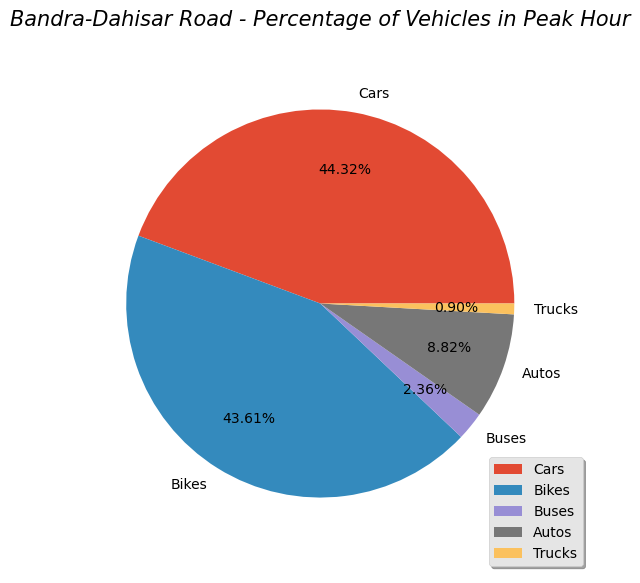 Bandra-Dahisar Road - Percentage of Vehicles in Peak Hour
Cars
44.32%
0.90%
Trucks
8.82%
Autos
2.36%
43.61%
Buses
Bikes
Cars
Bikes
Buses
Autos
Trucks